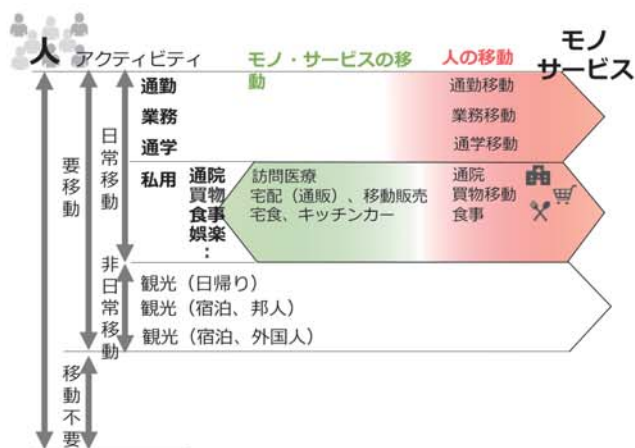 人
アクティビティ
モノ・サービスの移動
人の移動
モノ
サービス
要移動
移動不要
日常移動
非日常移動
通勤
通勤移動
業務
業務移動
通学
通学移動
私用
通院
訪問医療
通院
買物
宅配（通販）、移動販売
買物移動
食事
宅食、キッチンカー
食事
娯楽
：
観光（日帰り）
観光（宿泊、邦人）
観光（宿泊、外国人）